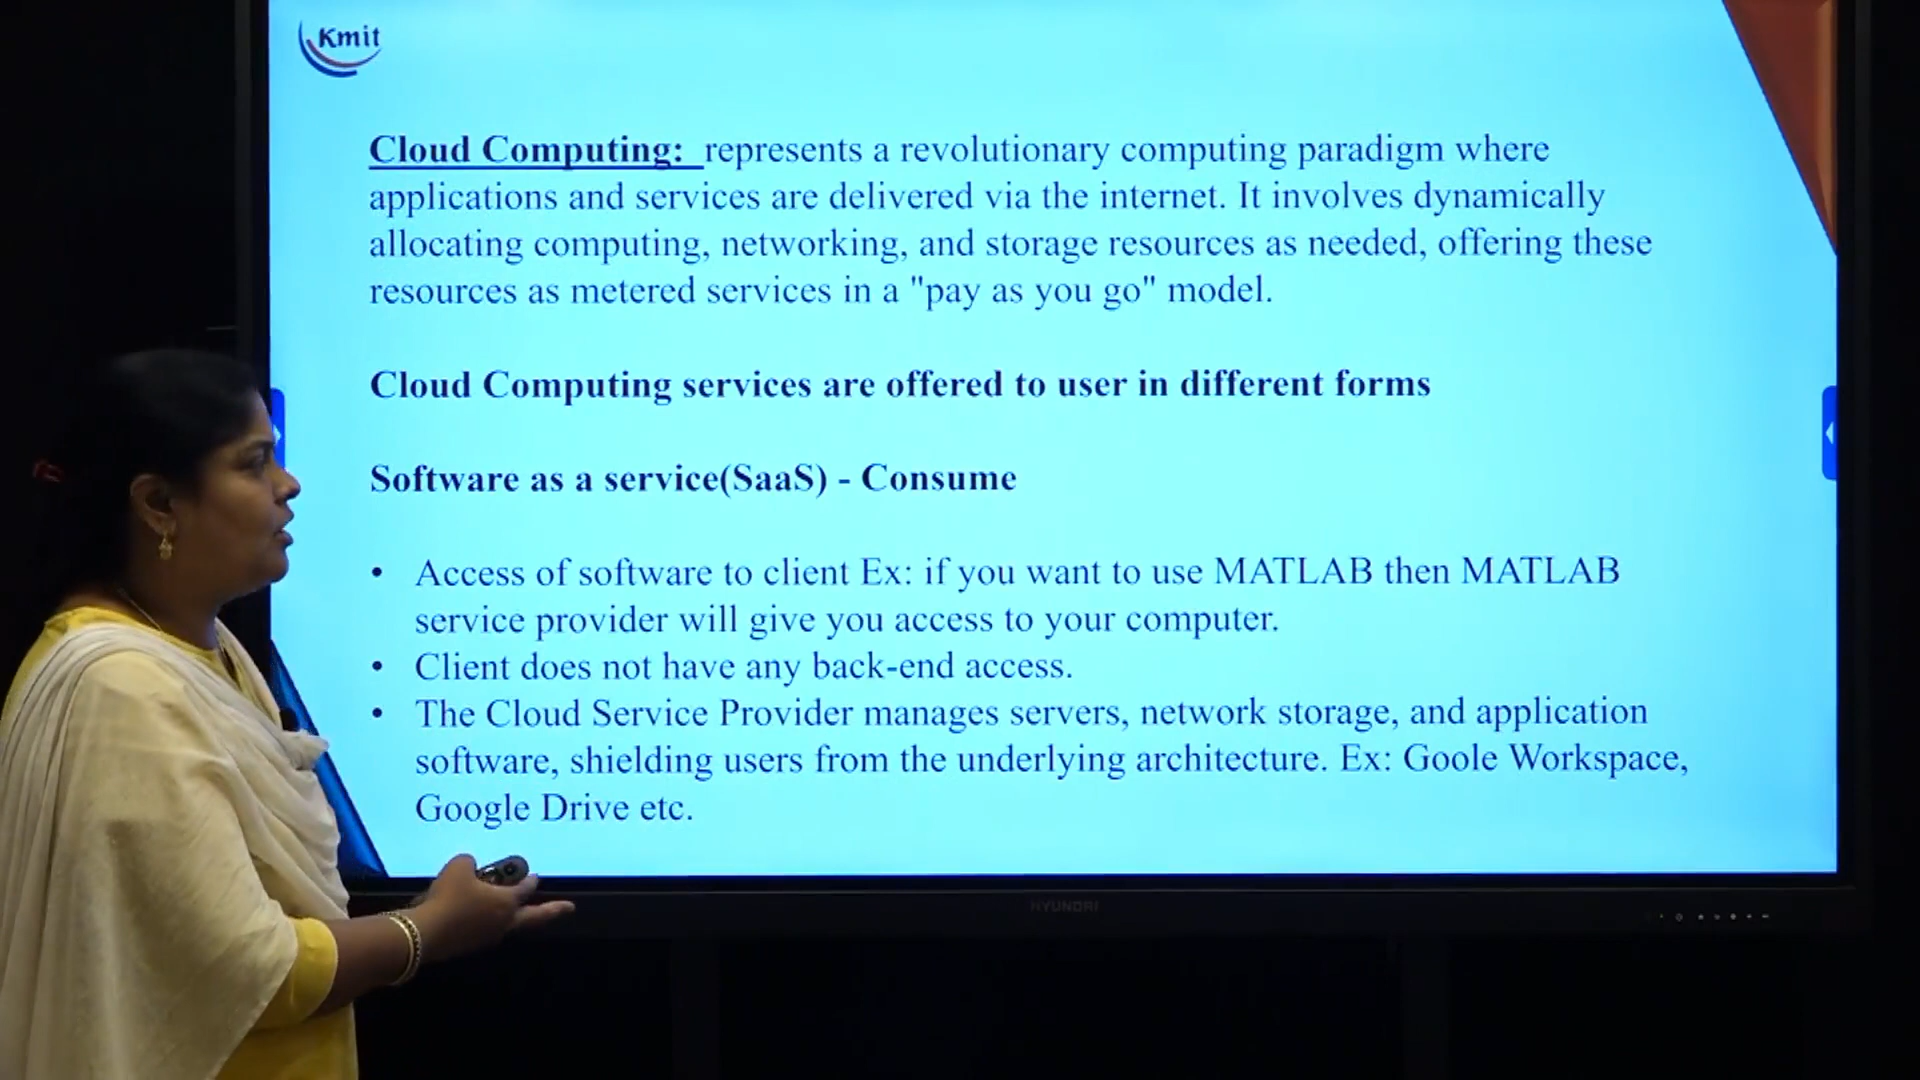 Kmit
Cloud Computing: represents a revolutionary computing paradigm where
applications and services are delivered via the internet. It involves dynamically
allocating computing, networking, and storage resources as needed, offering these
resources as metered services in a "pay as you go" model.
Cloud Computing services are offered to user in different forms
Software as a service(SaaS) - Consume
• Access of software to client Ex: if you want to use MATLAB then MATLAB
service provider will give you access to your computer.
• Client does not have any back-end access.
• The Cloud Service Provider manages servers, network storage, and application
software, shielding users from the underlying architecture. Ex: Goole Workspace,
Google Drive etc.
HYUNDAI